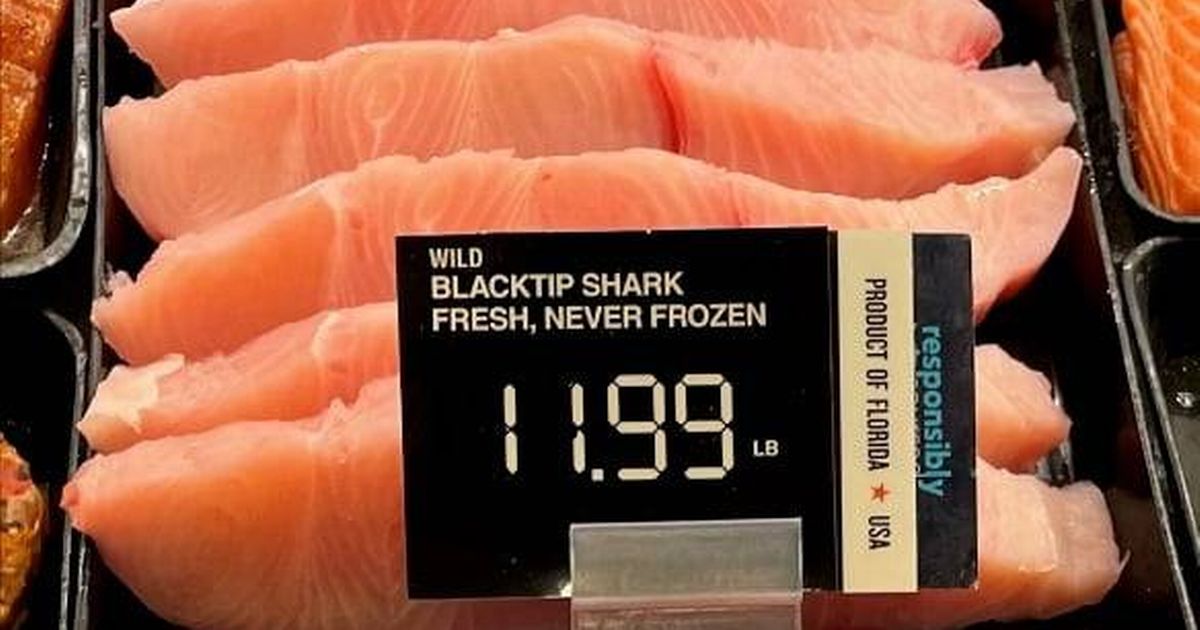 WILD
BLACKTIP SHARK
FRESH, NEVER FROZEN
11.99
LB
PRODUCT OF FLORIDA ★ USA
responsibly